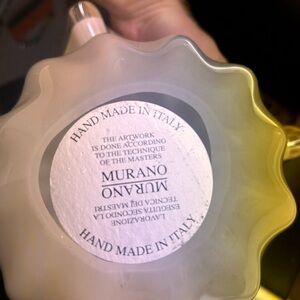 HAND MADE IN ITALY
THE ARTWORK
IS DONE ACCORDING
TO THE TECHNIQUE
OF THE MASTERS
MURANO
MURANO
LAVORAZIONE
ESEGUITA SECONDO LA
TECNICA DEI MAESTRI
HAND MADE IN ITALY